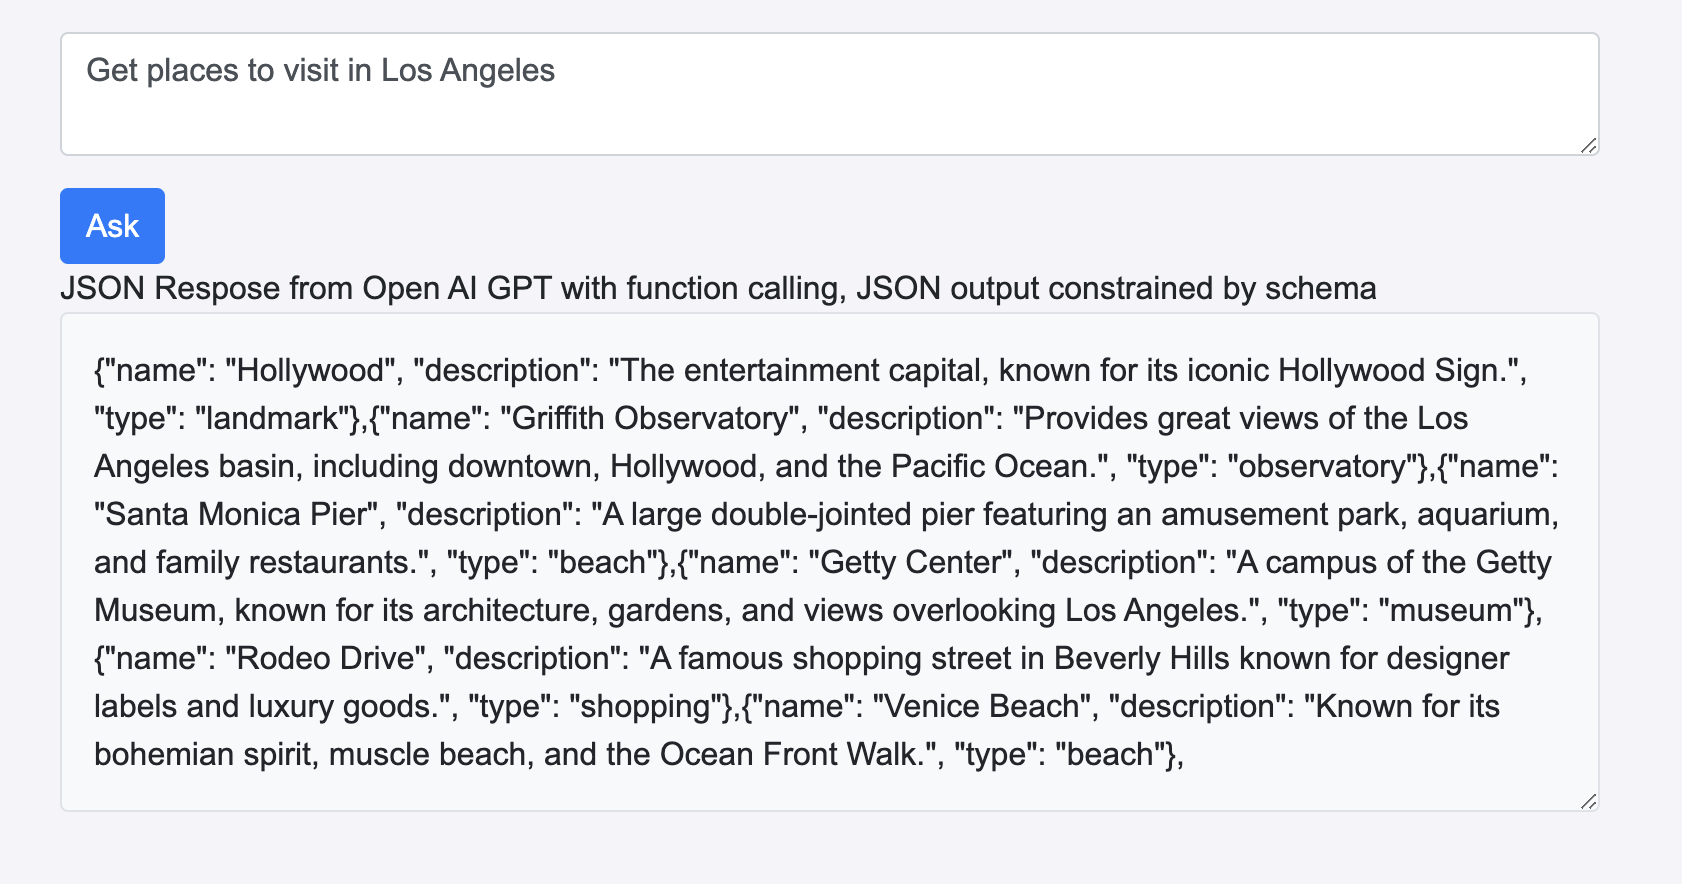 Get places to visit in Los Angeles
Ask
JSON Respose from Open AI GPT with function calling, JSON output constrained by schema
{"name": "Hollywood", "description": "The entertainment capital, known for its iconic Hollywood Sign.",
"type": "landmark"},{"name": "Griffith Observatory", "description": "Provides great views of the Los
Angeles basin, including downtown, Hollywood, and the Pacific Ocean.", "type": "observatory"},{"name":
"Santa Monica Pier", "description": "A large double-jointed pier featuring an amusement park, aquarium,
and family restaurants.", "type": "beach"},{"name": "Getty Center", "description": "A campus of the Getty
Museum, known for its architecture, gardens, and views overlooking Los Angeles.", "type": "museum"},
{"name": "Rodeo Drive", "description": "A famous shopping street in Beverly Hills known for designer
labels and luxury goods.", "type": "shopping"},{"name": "Venice Beach", "description": "Known for its
bohemian spirit, muscle beach, and the Ocean Front Walk.", "type": "beach"},